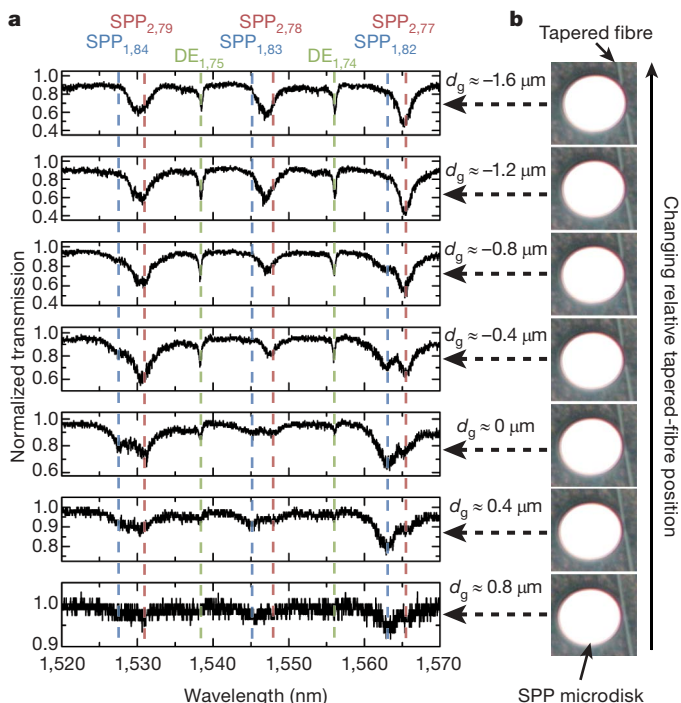 a
b
SPP2,79 SPP2,78 SPP2,77
SPP1,84 SPP1,83 SPP1,82
DE1,75 DE1,74
Tapered fibre
1.0
0.8
0.6
0.4
dg ≈ –1.6 μm
1.0
0.8
0.6
0.4
dg ≈ –1.2 μm
1.0
0.8
0.6
0.4
dg ≈ –0.8 μm
1.0
0.8
0.6
dg ≈ –0.4 μm
1.0
0.8
0.6
dg ≈ 0 μm
1.0
0.9
0.8
dg ≈ 0.4 μm
1.0
0.9
dg ≈ 0.8 μm
Normalized transmission
Changing relative tapered-fibre position
1,520 1,530 1,540 1,550 1,560 1,570
Wavelength (nm)
SPP microdisk